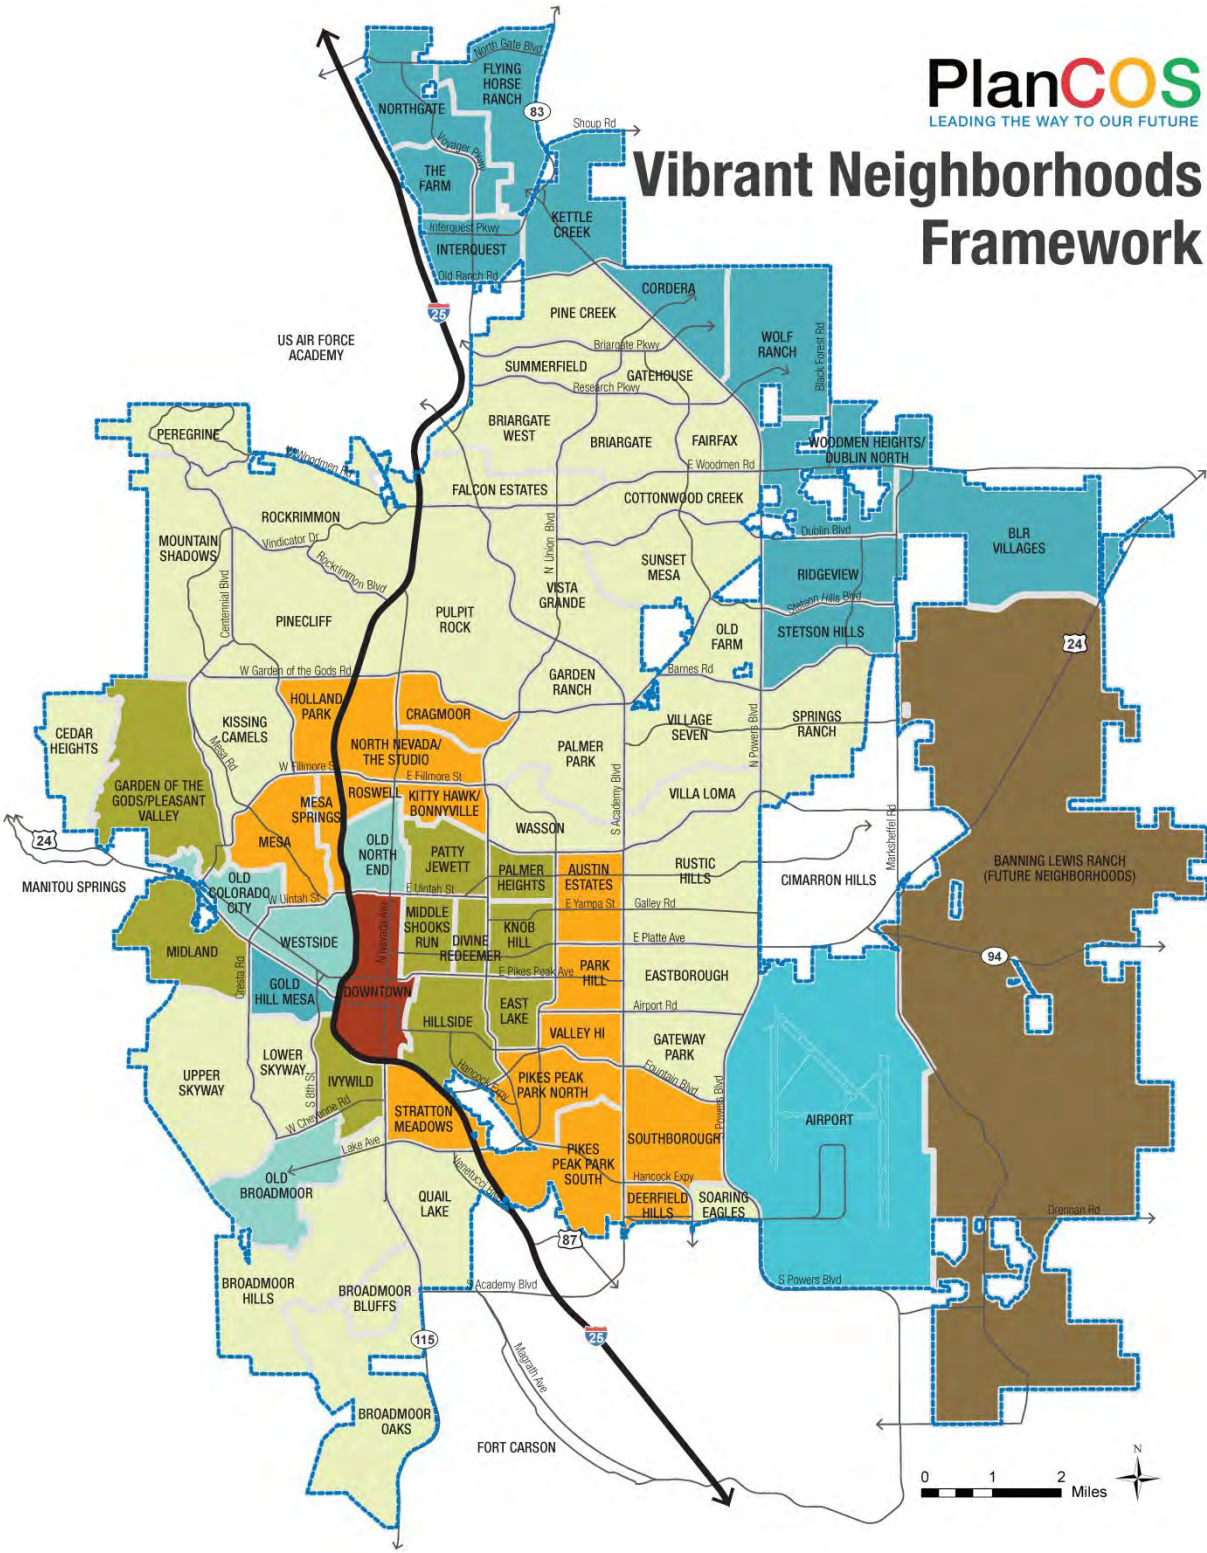 PlanCOS
LEADING THE WAY TO OUR FUTURE
Vibrant Neighborhoods
Framework
North Gate Blvd
FLYING
HORSE
RANCH
NORTHGATE
83
Shoup Rd
Voyager Pkwy
THE
FARM
KETTLE
CREEK
Interquest Pkwy
INTERQUEST
Old Ranch Rd
CORDERA
25
PINE CREEK
US AIR FORCE
ACADEMY
WOLF
RANCH
Black Forest Rd
Briargate Pkwy
SUMMERFIELD
GATEHOUSE
Research Pkwy
BRIARGATE
WEST
BRIARGATE
FAIRFAX
PEREGRINE
WOODMEN HEIGHTS/
DUBLIN NORTH
W Woodmen Rd
E Woodmen Rd
FALCON ESTATES
COTTONWOOD CREEK
ROCKRIMMON
Vindicator Dr
MOUNTAIN
SHADOWS
N Union Blvd
Dublin Blvd
BLR
VILLAGES
Rockrimmon Blvd
SUNSET
MESA
RIDGEVIEW
Centennial Blvd
VISTA
GRANDE
Stetson Hills Blvd
PINECLIFF
PULPIT
ROCK
OLD
FARM
STETSON HILLS
24
W Garden of the Gods Rd
Barnes Rd
GARDEN
RANCH
HOLLAND
PARK
CRAGMOOR
KISSING
CAMELS
VILLAGE
SEVEN
N Powers Blvd
SPRINGS
RANCH
CEDAR
HEIGHTS
Mesa Rd
NORTH NEVADA/
THE STUDIO
PALMER
PARK
W Fillmore St
E Fillmore St
GARDEN OF THE
GODS/PLEASANT
VALLEY
MESA
SPRINGS
ROSWELL
KITTY HAWK/
BONNYVILLE
S Academy Blvd
VILLA LOMA
WASSON
Marksheffel Rd
24
MESA
OLD
NORTH
END
PATTY
JEWETT
PALMER
HEIGHTS
AUSTIN
ESTATES
RUSTIC
HILLS
CIMARRON HILLS
BANNING LEWIS RANCH
(FUTURE NEIGHBORHOODS)
MANITOU SPRINGS
OLD
COLORADO
CITY
W Uintah St
E Uintah St
E Yampa St
Galley Rd
N Nevada Ave
MIDDLE
SHOOKS
RUN
DIVINE
REDEEMER
KNOB
HILL
MIDLAND
WESTSIDE
E Platte Ave
94
Cresta Rd
GOLD
HILL MESA
DOWNTOWN
E Pikes Peak Ave
PARK
HILL
EASTBOROUGH
EAST
LAKE
Airport Rd
HILLSIDE
VALLEY HI
GATEWAY
PARK
UPPER
SKYWAY
LOWER
SKYWAY
IVYWILD
S 8th St
Hancock Expy
PIKES PEAK
PARK NORTH
Fountain Blvd
S Powers Blvd
AIRPORT
W Cheyenne Rd
STRATTON
MEADOWS
SOUTHBOROUGH
Lake Ave
PIKES
PEAK PARK
SOUTH
Venetucci Blvd
Hancock Expy
OLD
BROADMOOR
QUAIL
LAKE
DEERFIELD
HILLS
SOARING
EAGLES
Drennan Rd
87
BROADMOOR
HILLS
BROADMOOR
BLUFFS
S Academy Blvd
S Powers Blvd
115
25
Magrath Ave
BROADMOOR
OAKS
FORT CARSON
N
0 1 2
Miles